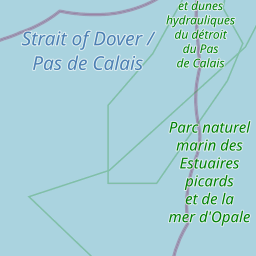 et dunes
hydrauliques
du détroit
du Pas
de Calais
Strait of Dover /
Pas de Calais
Parc naturel
marin des
Estuaires
picards
et de la
mer d'Opale